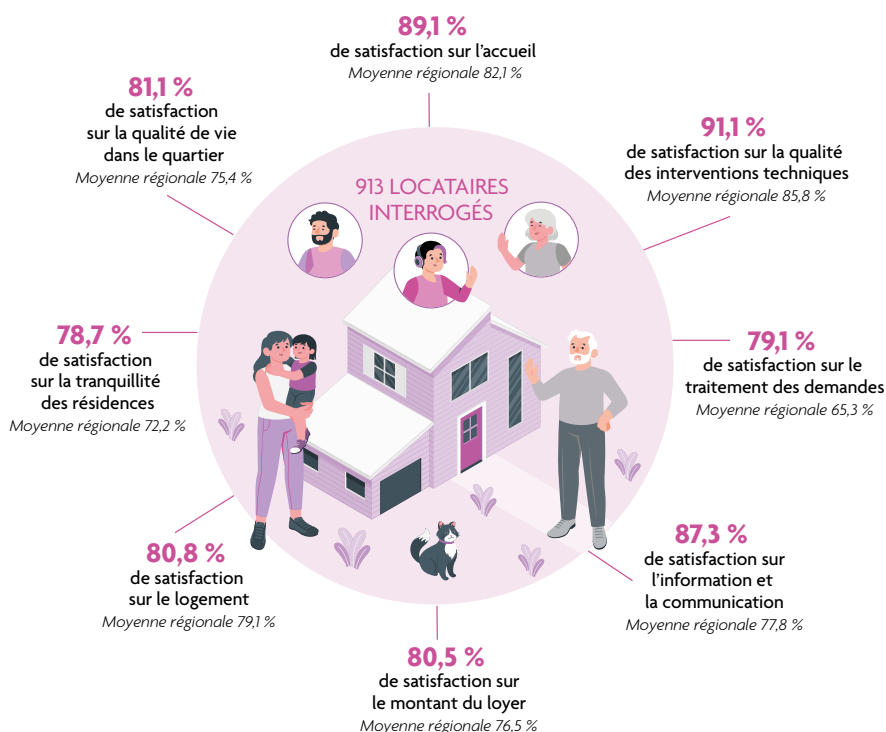 89,1 %
de satisfaction sur l'accueil
Moyenne régionale 82,1 %
81,1 %
de satisfaction
sur la qualité de vie
dans le quartier
Moyenne régionale 75,4 %
91,1 %
de satisfaction sur la qualité
des interventions techniques
Moyenne régionale 85,8 %
913 LOCATAIRES
INTERROGÉS
78,7 %
de satisfaction
sur la tranquillité
des résidences
Moyenne régionale 72,2 %
79,1 %
de satisfaction sur le
traitement des demandes
Moyenne régionale 65,3 %
80,8 %
de satisfaction
sur le logement
Moyenne régionale 79,1 %
87,3 %
de satisfaction sur
l'information et
la communication
Moyenne régionale 77,8 %
80,5 %
de satisfaction sur
le montant du loyer
Moyenne régionale 76,5 %